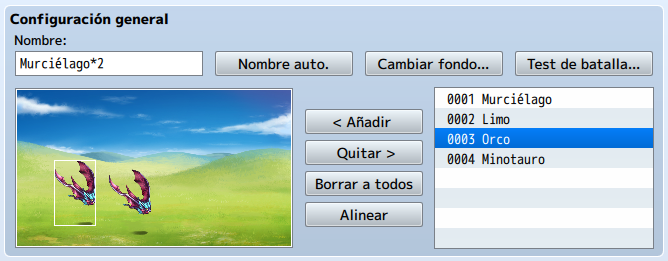 Configuración general
Nombre:
Murciélago*2
Nombre auto.
Cambiar fondo...
Test de batalla...
< Añadir
Quitar >
Borrar a todos
Alinear
0001 Murciélago
0002 Limo
0003 Orco
0004 Minotauro